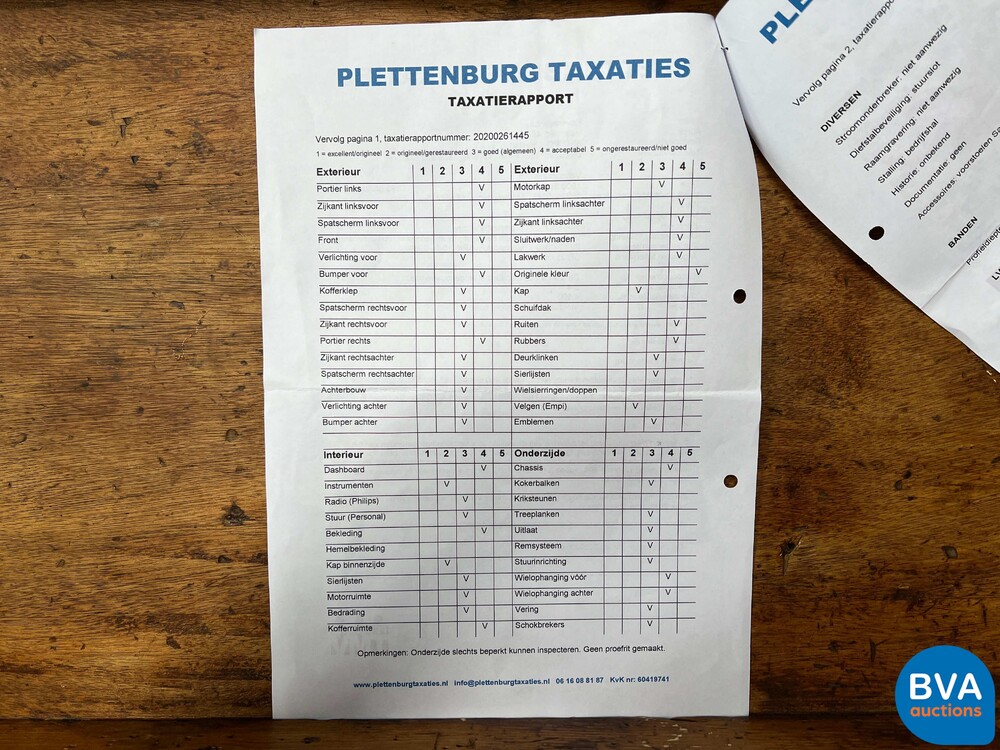 PLETTENBURG TAXATIES
TAXATIERAPPORT
Vervolg pagina 1, taxatierapportnummer: 20200261445
1 = excellent/origineel 2 = origineel/gerestaureerd 3 = goed (algemeen) 4 = acceptabel 5 = ongerestaureerd/niet goed
Exterieur 1 2 3 4 5 Exterieur 1 2 3 4 5
Portier links V Motorkap V
Zijkant linksvoor V Spatscherm linksachter V
Spatscherm linksvoor V Zijkant linksachter V
Front V Sluitwerk/naden V
Verlichting voor V Lakwerk V
Bumper voor V Originele kleur V
Kofferklep V Kap V
Spatscherm rechtsvoor V Schuifdak
Zijkant rechtsvoor V Ruiten V
Portier rechts V Rubbers V
Zijkant rechtsachter V Deurklinken V
Spatscherm rechtsachter V Sierlijsten V
Achterbouw V Wielsierringen/doppen
Verlichting achter V Velgen (Empi) V
Bumper achter V Emblemen V
Interieur 1 2 3 4 5 Onderzijde 1 2 3 4 5
Dashboard V Chassis V
Instrumenten V Kokerbalken V
Radio (Philips) V Kriksteunen
Stuur (Personal) V Treeplanken V
Bekleding V Uitlaat V
Hemelbekleding Remsysteem V
Kap binnenzijde V Stuurinrichting V
Sierlijsten V Wielophanging vóór V
Motorruimte V Wielophanging achter V
Bedrading V Vering V
Kofferruimte V Schokbrekers V
Opmerkingen: Onderzijde slechts beperkt kunnen inspecteren. Geen proefrit gemaakt.
www.plettenburgtaxaties.nl info@plettenburgtaxaties.nl 06 16 08 81 87 KvK nr: 60419741
Vervolg pagina 2,
DIVERSEN
Stroomonderbreker: niet aanwezig
Diefstalbeveiliging: stuurslot
Raamgravering: niet aanwezig
Stalling: bedrijfshal
Historie: onbekend
Documentatie: geen
Accessoires: voorstoelen
BANDEN
BVA
auctions